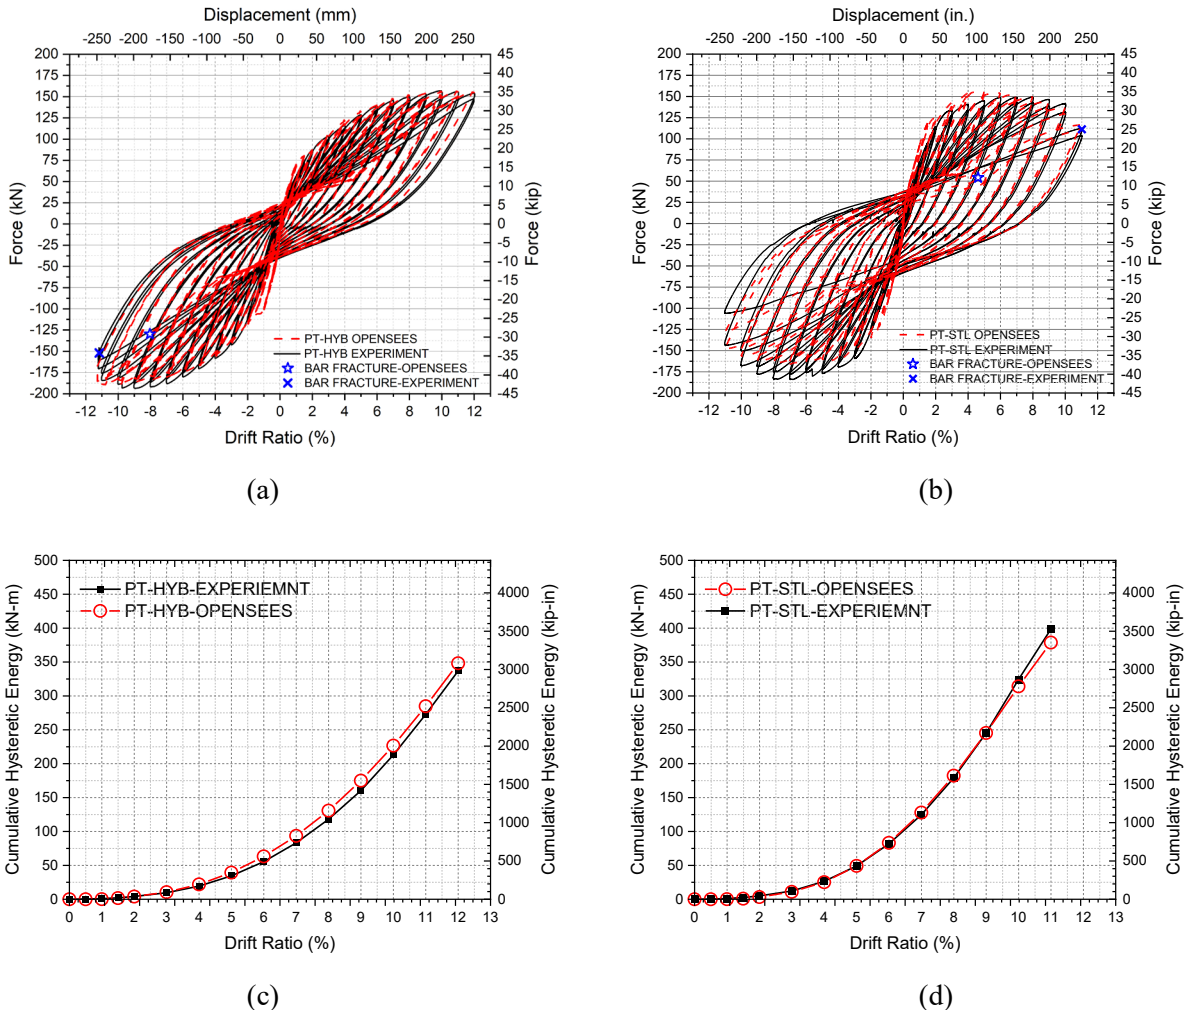 Displacement (mm)
-250 -200 -150 -100 -50 0 50 100 150 200 250
Force (kN)
200 175 150 125 100 75 50 25 0 -25 -50 -75 -100 -125 -150 -175 -200
45 40 35 30 25 20 15 10 5 0 -5 -10 -15 -20 -25 -30 -35 -40 -45
Force (kip)
PT-HYB OPENSEES
PT-HYB EXPERIMENT
BAR FRACTURE-OPENSEES
BAR FRACTURE-EXPERIMENT
-12 -10 -8 -6 -4 -2 0 2 4 6 8 10 12
Drift Ratio (%)
(a)
Displacement (in.)
-250 -200 -150 -100 -50 0 50 100 150 200 250
Force (kN)
200 175 150 125 100 75 50 25 0 -25 -50 -75 -100 -125 -150 -175 -200
45 40 35 30 25 20 15 10 5 0 -5 -10 -15 -20 -25 -30 -35 -40 -45
Force (kip)
PT-STL OPENSEES
PT-STL EXPERIMENT
BAR FRACTURE-OPENSEES
BAR FRACTURE-EXPERIMENT
-12 -10 -8 -6 -4 -2 0 2 4 6 8 10 12
Drift Ratio (%)
(b)
Cumulative Hysteretic Energy (kN-m)
500 450 400 350 300 250 200 150 100 50 0
PT-HYB-EXPERIEMNT
PT-HYB-OPENSEES
4000 3500 3000 2500 2000 1500 1000 500 0
Cumulative Hysteretic Energy (kip-in)
0 1 2 3 4 5 6 7 8 9 10 11 12 13
Drift Ratio (%)
(c)
Cumulative Hysteretic Energy (kN-m)
500 450 400 350 300 250 200 150 100 50 0
PT-STL-OPENSEES
PT-STL-EXPERIEMNT
4000 3500 3000 2500 2000 1500 1000 500 0
Cumulative Hysteretic Energy (kip-in)
0 1 2 3 4 5 6 7 8 9 10 11 12 13
Drift Ratio (%)
(d)